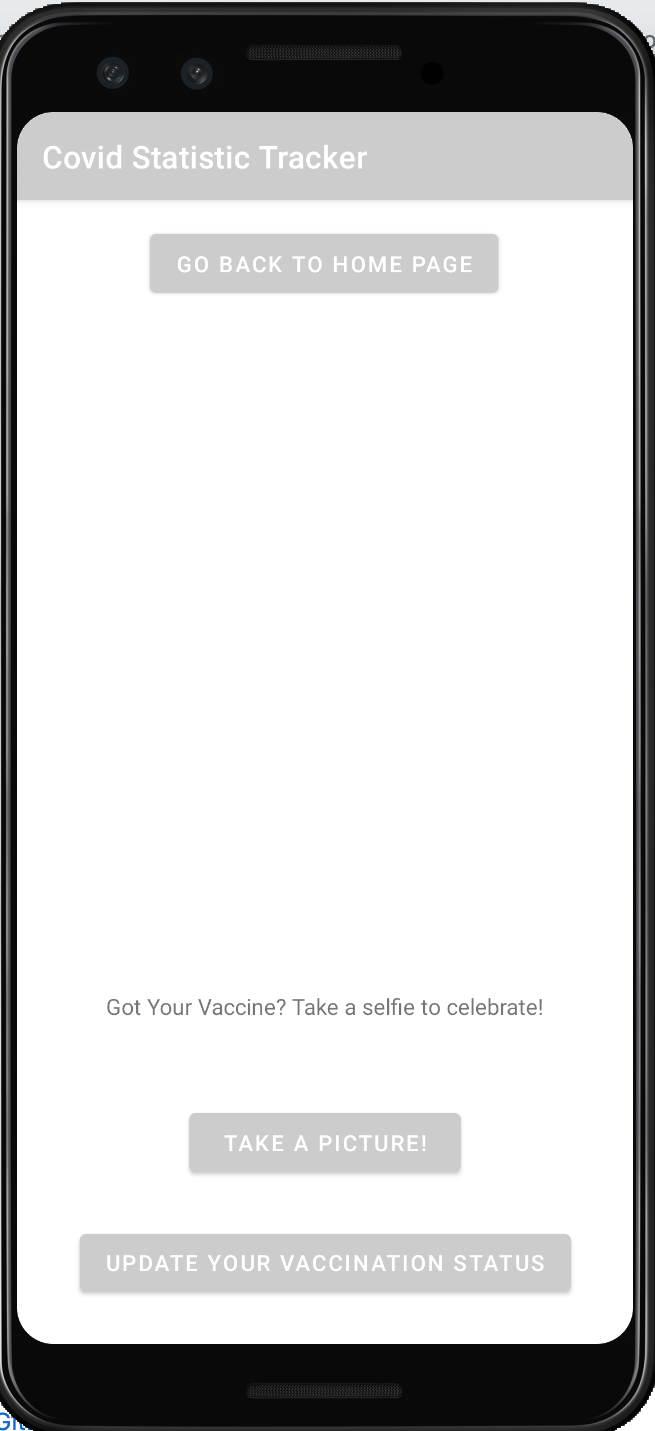 Covid Statistic Tracker
GO BACK TO HOME PAGE
Got Your Vaccine? Take a selfie to celebrate!
TAKE A PICTURE!
UPDATE YOUR VACCINATION STATUS